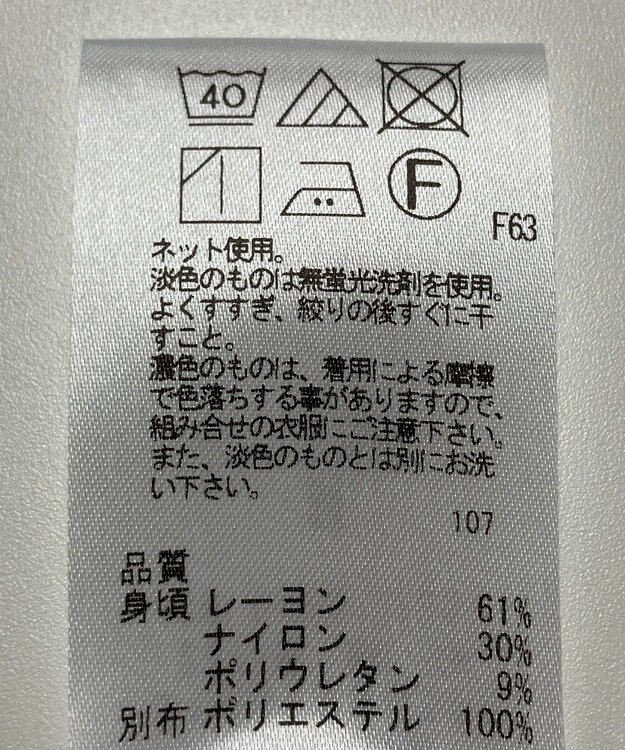 40
F
F63
ネット使用。
淡色のものは無蛍光洗剤を使用。
よくすすぎ、絞りの後すぐに干
すこと。
濃色のものは、着用による摩擦
で色落ちする事がありますので、
組み合せの衣服にご注意下さい。
また、淡色のものとは別にお洗
い下さい。
107
品質
身頃 レーヨン 61%
ナイロン 30%
ポリウレタン 9%
別布 ポリエステル 100%